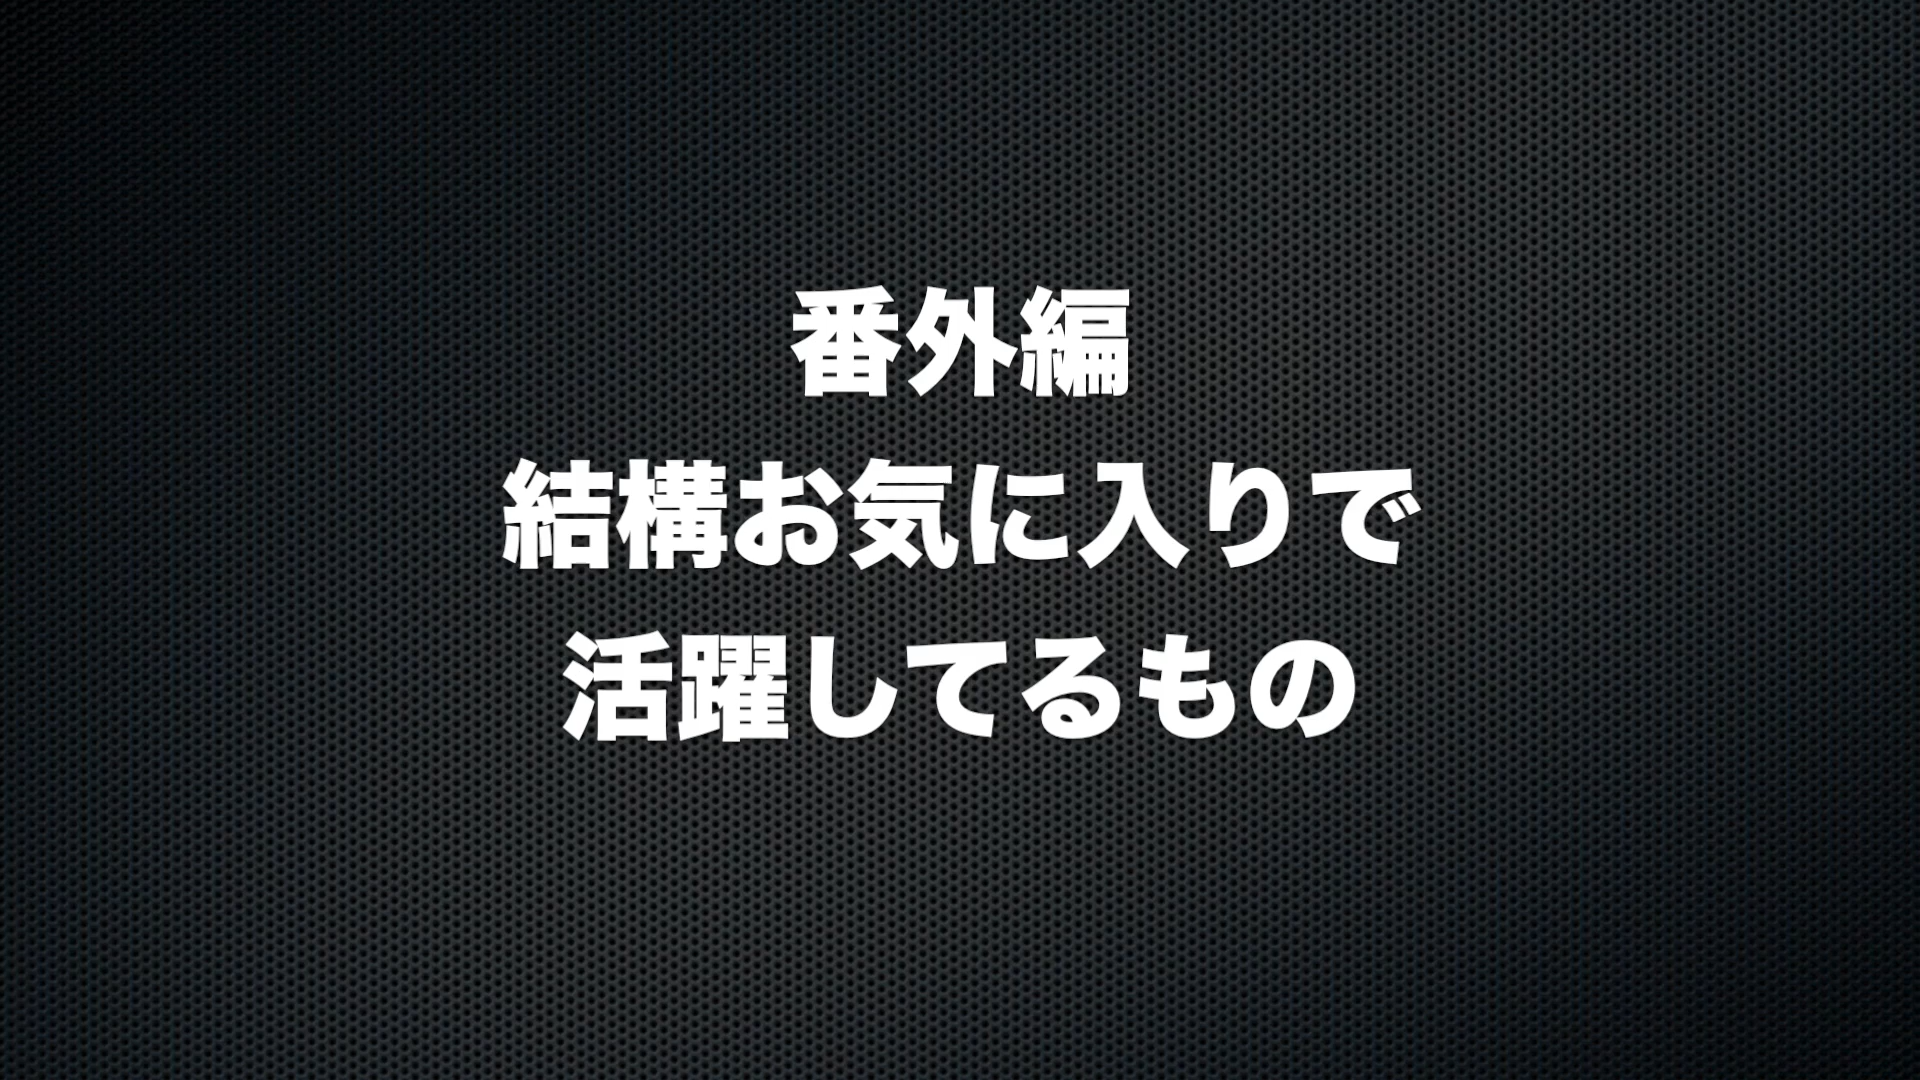 番外編
結構お気に入りで
活躍してるもの